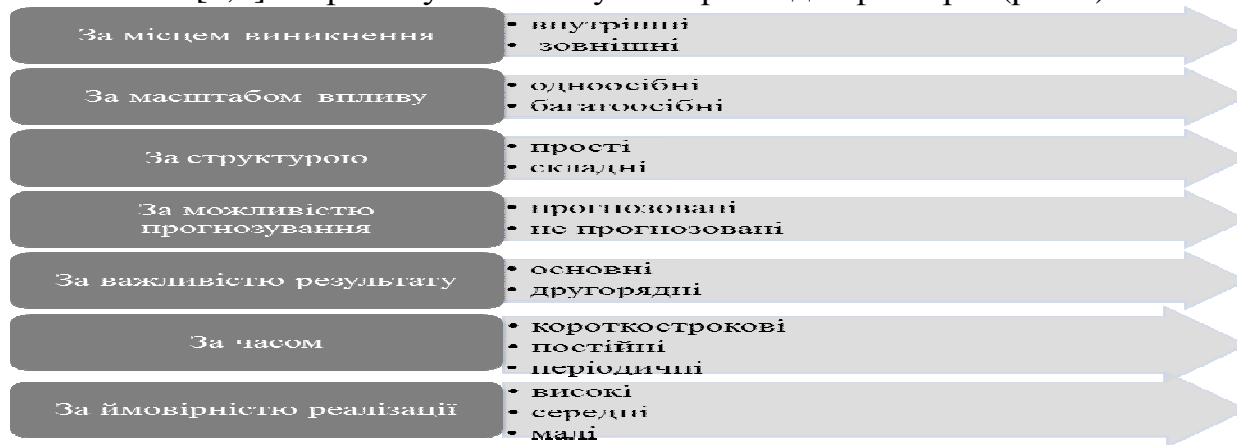 За місцем виникнення
• внутрішні
• зовнішні
За масштабом впливу
• одноосібні
• багатоосібні
За структурою
• прості
• складні
За можливістю
прогнозування
• прогнозовані
• не прогнозовані
За важливістю результату
• основні
• другорядні
За часом
• короткострокові
• постійні
• періодичні
За ймовірністю реалізації
• високі
• середні
• малі